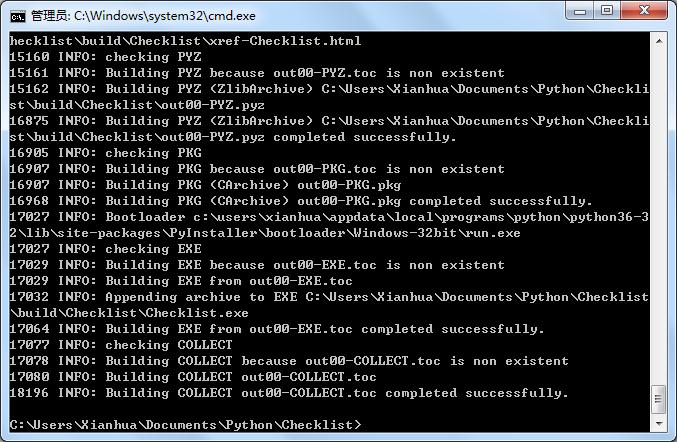 管理员: C:\Windows\system32\cmd.exe
hecklist\build\Checklist\xref-Checklist.html
15160 INFO: checking PYZ
15161 INFO: Building PYZ because out00-PYZ.toc is non existent
15162 INFO: Building PYZ (ZlibArchive) C:\Users\Xianhua\Documents\Python\Checkli
st\build\Checklist\out00-PYZ.pyz
16875 INFO: Building PYZ (ZlibArchive) C:\Users\Xianhua\Documents\Python\Checkli
st\build\Checklist\out00-PYZ.pyz completed successfully.
16905 INFO: checking PKG
16907 INFO: Building PKG because out00-PKG.toc is non existent
16907 INFO: Building PKG (CArchive) out00-PKG.pkg
16968 INFO: Building PKG (CArchive) out00-PKG.pkg completed successfully.
17027 INFO: Bootloader c:\users\xianhua\appdata\local\programs\python\python36-3
2\lib\site-packages\PyInstaller\bootloader\Windows-32bit\run.exe
17027 INFO: checking EXE
17029 INFO: Building EXE because out00-EXE.toc is non existent
17029 INFO: Building EXE from out00-EXE.toc
17032 INFO: Appending archive to EXE C:\Users\Xianhua\Documents\Python\Checklist
\build\Checklist\Checklist.exe
17064 INFO: Building EXE from out00-EXE.toc completed successfully.
17077 INFO: checking COLLECT
17078 INFO: Building COLLECT because out00-COLLECT.toc is non existent
17080 INFO: Building COLLECT out00-COLLECT.toc
18196 INFO: Building COLLECT out00-COLLECT.toc completed successfully.
C:\Users\Xianhua\Documents\Python\Checklist>